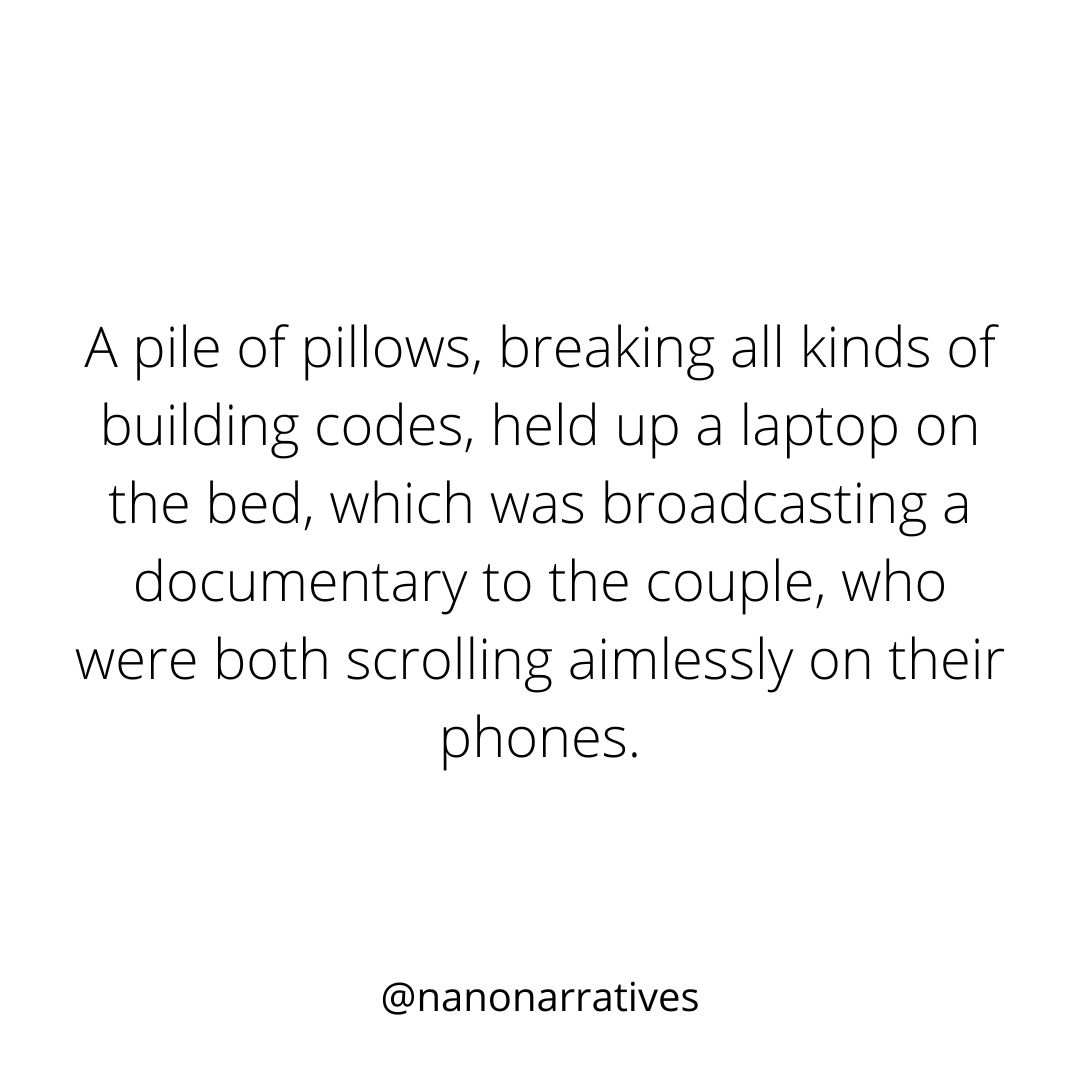 A pile of pillows, breaking all kinds of
building codes, held up a laptop on
the bed, which was broadcasting a
documentary to the couple, who
were both scrolling aimlessly on their
phones.
@nanonarratives